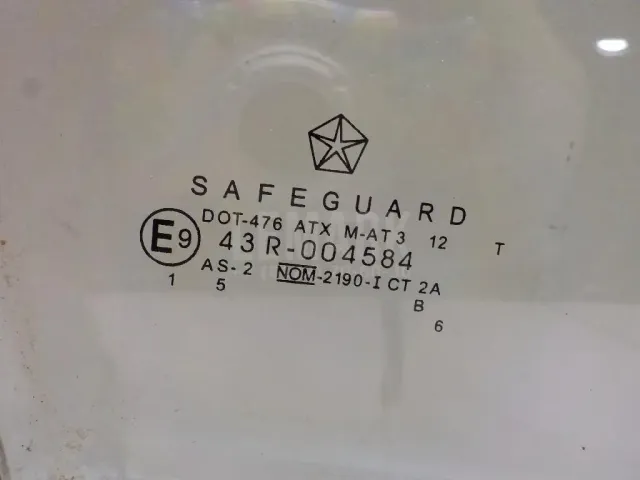 SAFEGUARD
DOT-476 ATX M-AT3 12 T
E9 43R-004584
AS-2 NOM-2190-I CT 2A
1 5 B
6